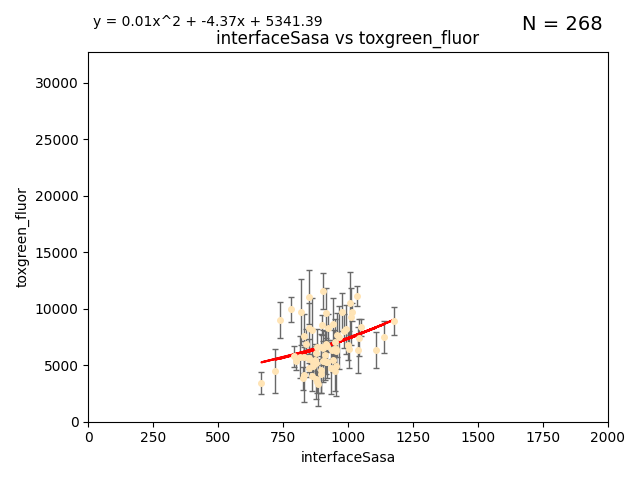 y = 0.01x^2 + -4.37x + 5341.39
N = 268
interfaceSasa vs toxgreen_fluor
30000
25000
20000
15000
10000
5000
0
toxgreen_fluor
0 250 500 750 1000 1250 1500 1750 2000
interfaceSasa